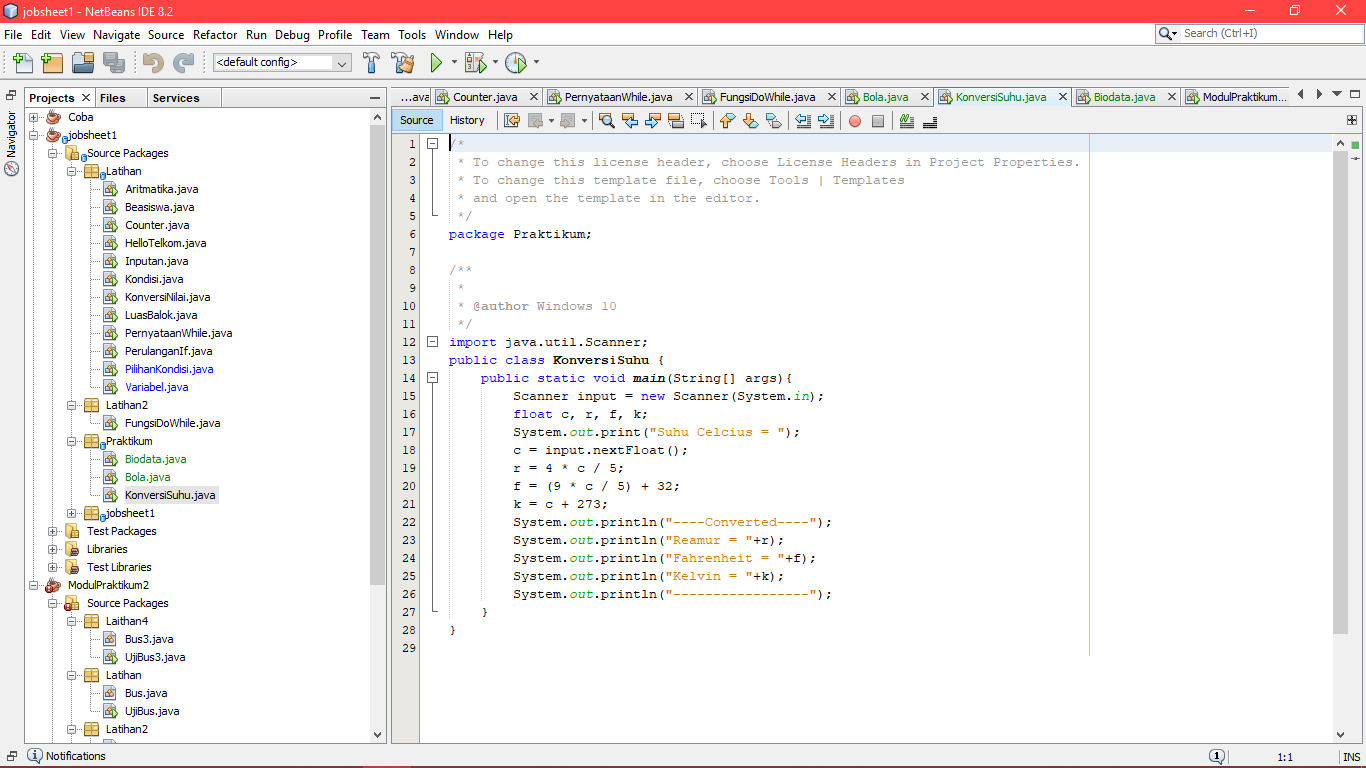 jobsheet1 - NetBeans IDE 8.2
File Edit View Navigate Source Refactor Run Debug Profile Team Tools Window Help
Search (Ctrl+I)
<default config>
Navigator
Projects Files Services
Coba
jobsheet1
Source Packages
Latihan
Aritmatika.java
Beasiswa.java
Counter.java
HelloTelkom.java
Inputan.java
Kondisi.java
KonversiNilai.java
LuasBalok.java
PernyataanWhile.java
PerulanganIf.java
PilihanKondisi.java
Variabel.java
Latihan2
FungsiDoWhile.java
Praktikum
Biodata.java
Bola.java
KonversiSuhu.java
jobsheet1
Test Packages
Libraries
Test Libraries
ModulPraktikum2
Source Packages
Laithan4
Bus3.java
UjiBus3.java
Latihan
Bus.java
UjiBus.java
Latihan2
...ava Counter.java PernyataanWhile.java FungsiDoWhile.java Bola.java KonversiSuhu.java Biodata.java ModulPraktikum...
Source History
1 /*
2 * To change this license header, choose License Headers in Project Properties.
3 * To change this template file, choose Tools | Templates
4 * and open the template in the editor.
5 */
6 package Praktikum;
7
8 /**
9 *
10 * @author Windows 10
11 */
12 import java.util.Scanner;
13 public class KonversiSuhu {
14 public static void main(String[] args){
15 Scanner input = new Scanner(System.in);
16 float c, r, f, k;
17 System.out.print("Suhu Celcius = ");
18 c = input.nextFloat();
19 r = 4 * c / 5;
20 f = (9 * c / 5) + 32;
21 k = c + 273;
22 System.out.println("----Converted----");
23 System.out.println("Reamur = "+r);
24 System.out.println("Fahrenheit = "+f);
25 System.out.println("Kelvin = "+k);
26 System.out.println("-----------------");
27 }
28 }
29
Notifications
1
1:1
INS